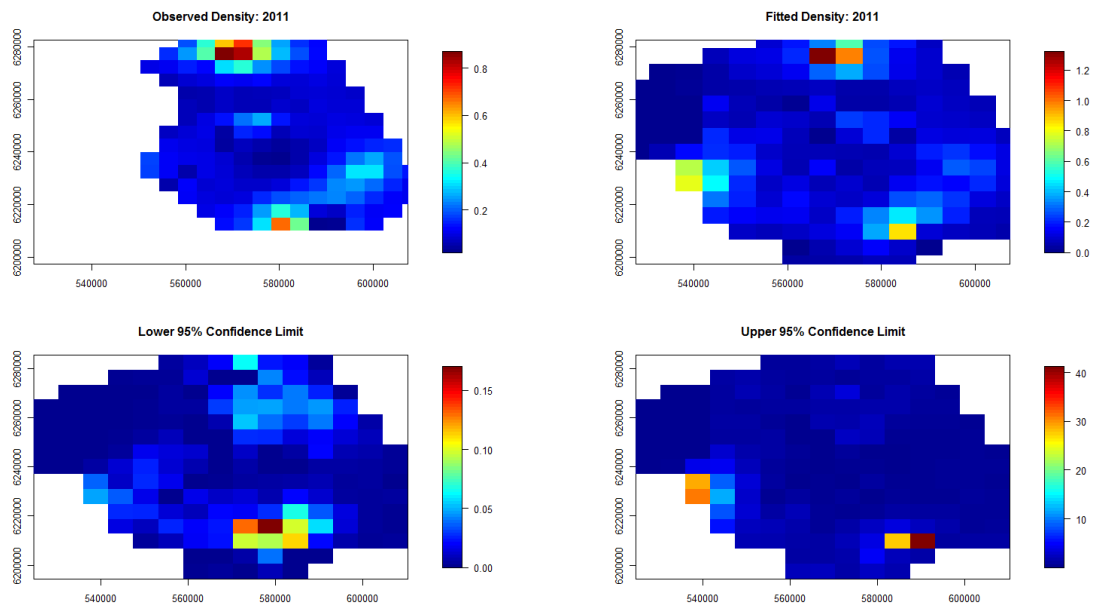 Observed Density: 2011
6200000 6220000 6240000 6260000 6280000
540000 560000 580000 600000
0.2 0.4 0.6 0.8
Fitted Density: 2011
6200000 6220000 6240000 6260000 6280000
540000 560000 580000 600000
0.0 0.2 0.4 0.6 0.8 1.0 1.2
Lower 95% Confidence Limit
6200000 6220000 6240000 6260000 6280000
540000 560000 580000 600000
0.00 0.05 0.10 0.15
Upper 95% Confidence Limit
6200000 6220000 6240000 6260000 6280000
540000 560000 580000 600000
10 20 30 40